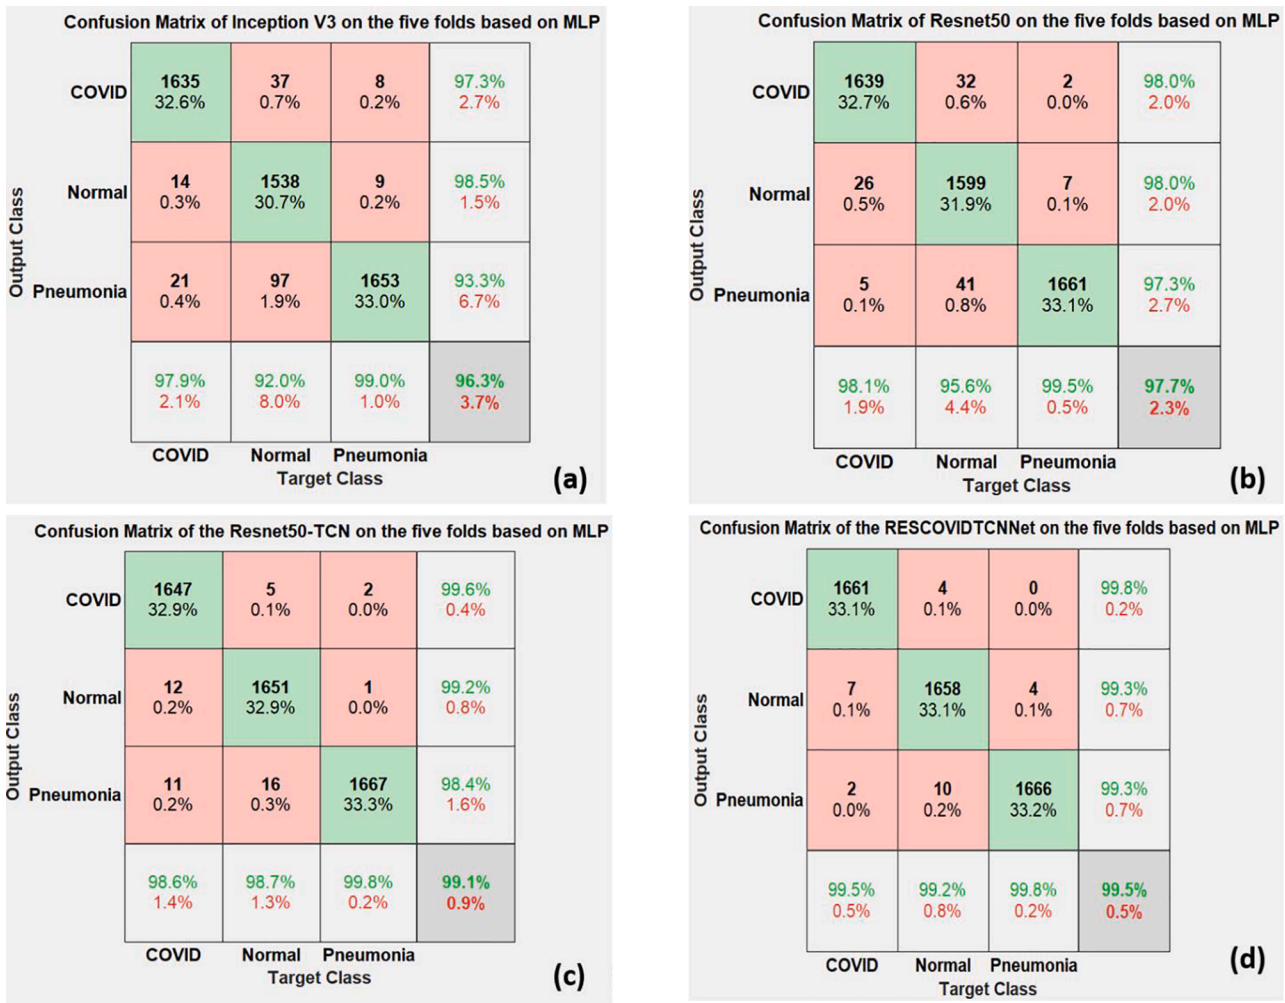 Confusion Matrix of Inception V3 on the five folds based on MLP
COVID
1635 37 8 97.3%
32.6% 0.7% 0.2% 2.7%
Normal
14 1538 9 98.5%
0.3% 30.7% 0.2% 1.5%
Pneumonia
21 97 1653 93.3%
0.4% 1.9% 33.0% 6.7%
97.9% 92.0% 99.0% 96.3%
2.1% 8.0% 1.0% 3.7%
COVID Normal Pneumonia
Target Class
Output Class
(a)
Confusion Matrix of Resnet50 on the five folds based on MLP
COVID
1639 32 2 98.0%
32.7% 0.6% 0.0% 2.0%
Normal
26 1599 7 98.0%
0.5% 31.9% 0.1% 2.0%
Pneumonia
5 41 1661 97.3%
0.1% 0.8% 33.1% 2.7%
98.1% 95.6% 99.5% 97.7%
1.9% 4.4% 0.5% 2.3%
COVID Normal Pneumonia
Target Class
Output Class
(b)
Confusion Matrix of the Resnet50-TCN on the five folds based on MLP
COVID
1647 5 2 99.6%
32.9% 0.1% 0.0% 0.4%
Normal
12 1651 1 99.2%
0.2% 32.9% 0.0% 0.8%
Pneumonia
11 16 1667 98.4%
0.2% 0.3% 33.3% 1.6%
98.6% 98.7% 99.8% 99.1%
1.4% 1.3% 0.2% 0.9%
COVID Normal Pneumonia
Target Class
Output Class
(c)
Confusion Matrix of the RESCOVIDTCNNet on the five folds based on MLP
COVID
1661 4 0 99.8%
33.1% 0.1% 0.0% 0.2%
Normal
7 1658 4 99.3%
0.1% 33.1% 0.1% 0.7%
Pneumonia
2 10 1666 99.3%
0.0% 0.2% 33.2% 0.7%
99.5% 99.2% 99.8% 99.5%
0.5% 0.8% 0.2% 0.5%
COVID Normal Pneumonia
Target Class
Output Class
(d)